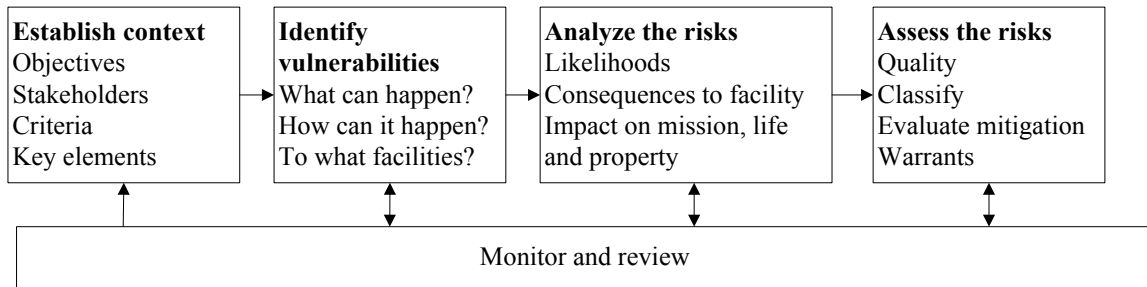 Establish context
Objectives
Stakeholders
Criteria
Key elements
Identify
vulnerabilities
What can happen?
How can it happen?
To what facilities?
Analyze the risks
Likelihoods
Consequences to facility
Impact on mission, life
and property
Assess the risks
Quality
Classify
Evaluate mitigation
Warrants
Monitor and review